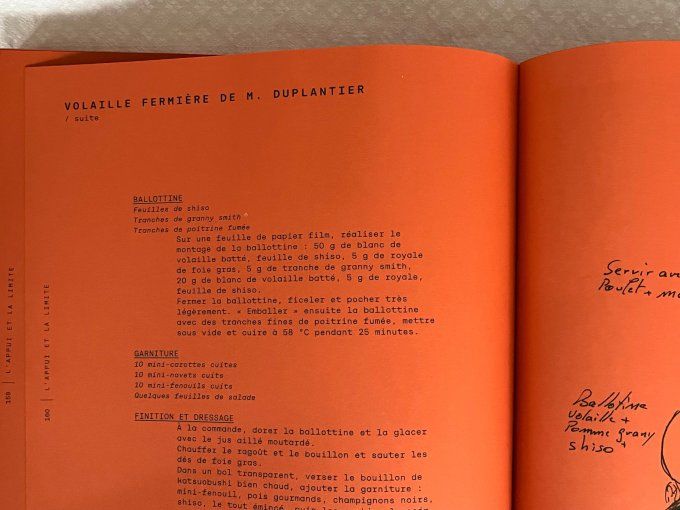 VOLAILLE FERMIÈRE DE M. DUPLANTIER
/ suite
BALLOTTINE
Feuilles de shiso
Tranches de granny smith
Tranches de poitrine fumée
Sur une feuille de papier film, réaliser le
montage de la ballottine : 50 g de blanc de
volaille batté, feuille de shiso, 5 g de royale
de foie gras, 5 g de tranche de granny smith,
20 g de blanc de volaille batté, 5 g de royale,
feuille de shiso.
Fermer la ballottine, ficeler et pocher très
légèrement. « Emballer » ensuite la ballottine
avec des tranches fines de poitrine fumée, mettre
sous vide et cuire à 58 °C pendant 25 minutes.
GARNITURE
10 mini-carottes cuites
10 mini-navets cuits
10 mini-fenouils cuits
Quelques feuilles de salade
FINITION ET DRESSAGE
À la commande, dorer la ballottine et la glacer
avec le jus aillé moutardé.
Chauffer le ragoût et le bouillon et sauter les
dés de foie gras.
Dans un bol transparent, verser le bouillon de
katsuobushi bien chaud, ajouter la garniture :
mini-fenouil, pois gourmands, champignons noirs,
shiso, le tout émincé,
159 | L'APPUI ET LA LIMITE
160 | L'APPUI ET LA LIMITE
Servir
Poulet +
Ballotine
volaille +
Pomme grany
shiso +